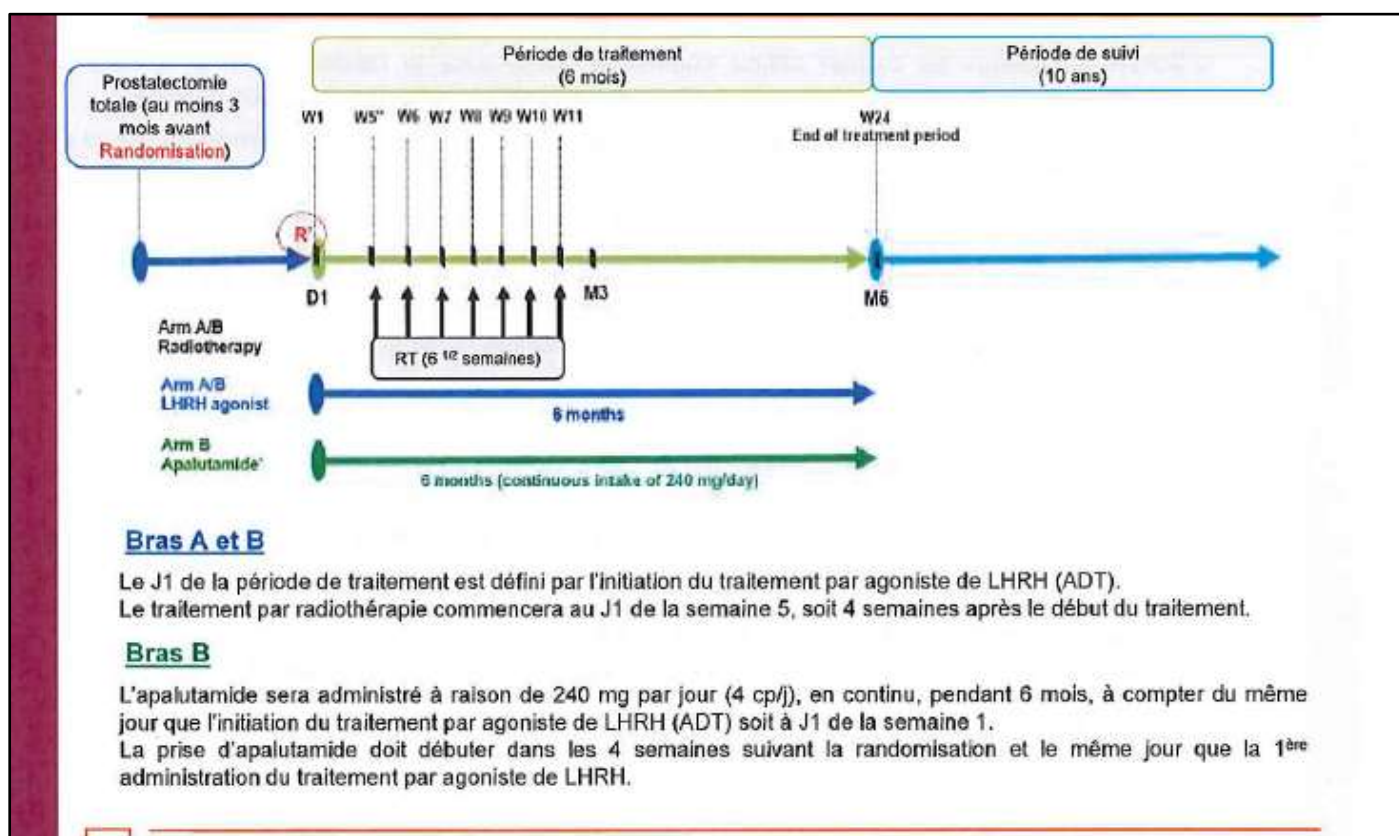 Période de traitement
(6 mois)
Période de suivi
(10 ans)
Prostatectomie
totale (au moins 3
mois avant
Randomisation)
W1 W5** W6 W7 W8 W9 W10 W11
W24
End of treatment period
R*
D1
M3
M6
Arm A/B
Radiotherapy
RT (6 1/2 semaines)
Arm A/B
LHRH agonist
6 months
Arm B
Apalutamide*
6 months (continuous intake of 240 mg/day)
Bras A et B
Le J1 de la période de traitement est défini par l'initiation du traitement par agoniste de LHRH (ADT).
Le traitement par radiothérapie commencera au J1 de la semaine 5, soit 4 semaines après le début du traitement.
Bras B
L'apalutamide sera administré à raison de 240 mg par jour (4 cp/j), en continu, pendant 6 mois, à compter du même
jour que l'initiation du traitement par agoniste de LHRH (ADT) soit à J1 de la semaine 1.
La prise d'apalutamide doit débuter dans les 4 semaines suivant la randomisation et le même jour que la 1ère
administration du traitement par agoniste de LHRH.